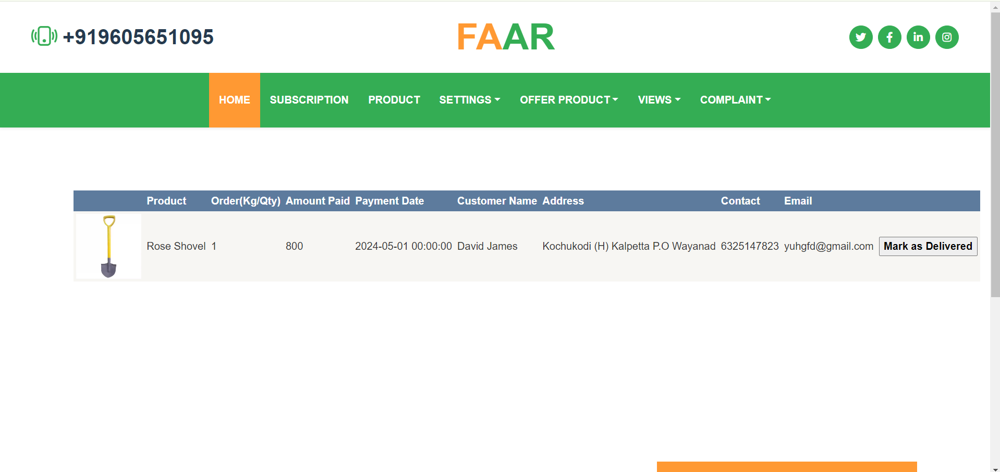 +919605651095
FAAR
HOME SUBSCRIPTION PRODUCT SETTINGS OFFER PRODUCT VIEWS COMPLAINT
Product Order(Kg/Qty) Amount Paid Payment Date Customer Name Address Contact Email
Rose Shovel 1 800 2024-05-01 00:00:00 David James Kochukodi (H) Kalpetta P.O Wayanad 6325147823 yuhgfd@gmail.com Mark as Delivered